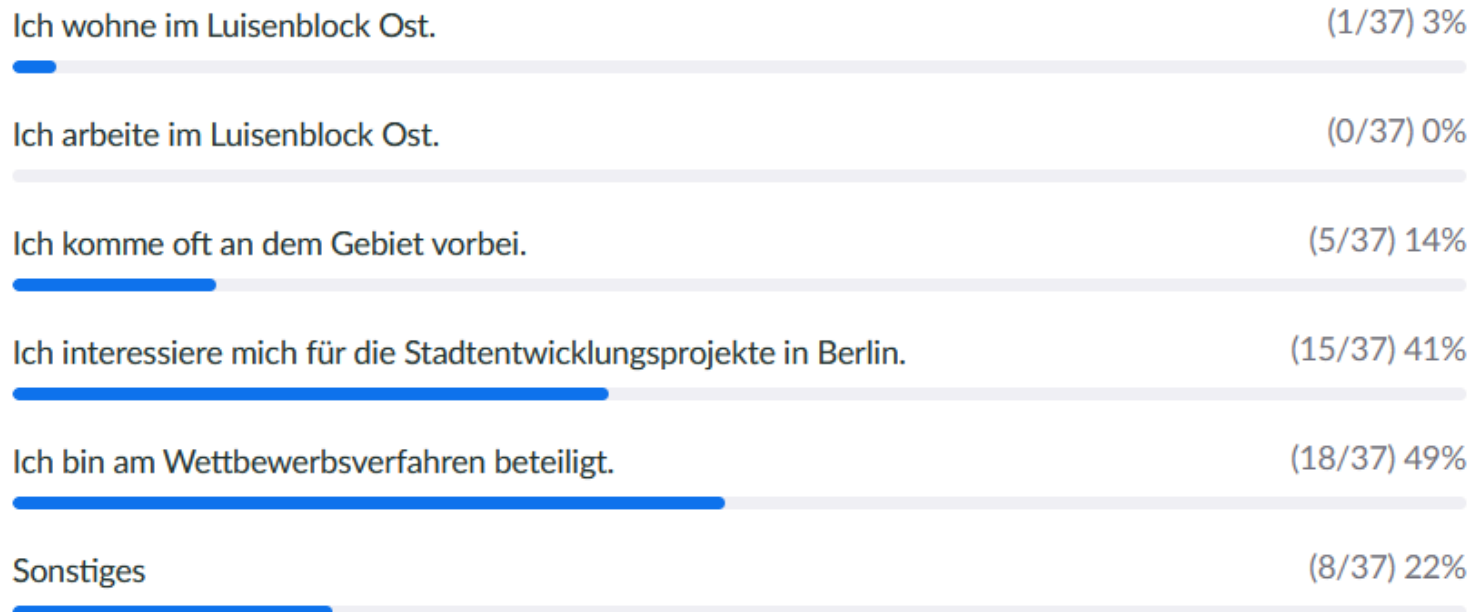 Ich wohne im Luisenblock Ost. (1/37) 3%
Ich arbeite im Luisenblock Ost. (0/37) 0%
Ich komme oft an dem Gebiet vorbei. (5/37) 14%
Ich interessiere mich für die Stadtentwicklungsprojekte in Berlin. (15/37) 41%
Ich bin am Wettbewerbsverfahren beteiligt. (18/37) 49%
Sonstiges (8/37) 22%